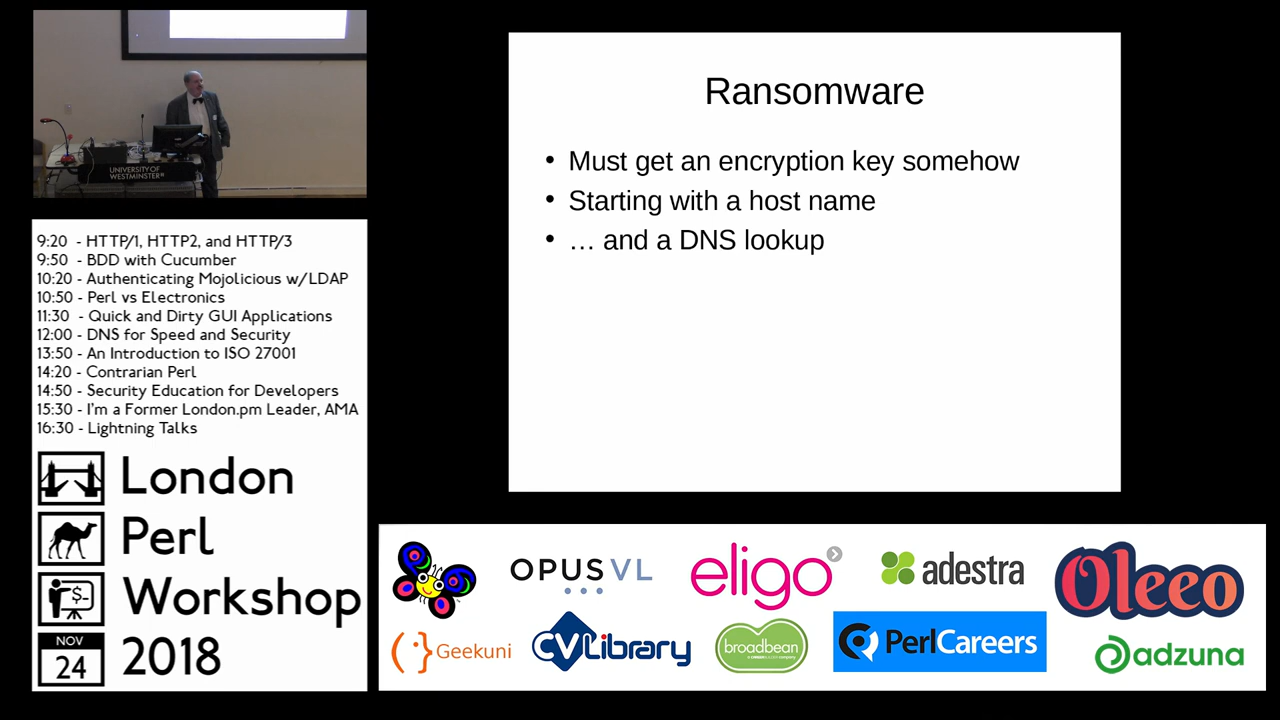 UNIVERSITY OF
WESTMINSTER
Ransomware
• Must get an encryption key somehow
• Starting with a host name
• … and a DNS lookup
9:20 - HTTP/1, HTTP2, and HTTP/3
9:50 - BDD with Cucumber
10:20 - Authenticating Mojolicious w/LDAP
10:50 - Perl vs Electronics
11:30 - Quick and Dirty GUI Applications
12:00 - DNS for Speed and Security
13:50 - An Introduction to ISO 27001
14:20 - Contrarian Perl
14:50 - Security Education for Developers
15:30 - I'm a Former London.pm Leader, AMA
16:30 - Lightning Talks
London
Perl
$-
Workshop
NOV
24
2018
OPUS VL
eligo
adestra
Oleeo
{'} Geekuni
CVLibrary
broadbean
PerlCareers
adzuna